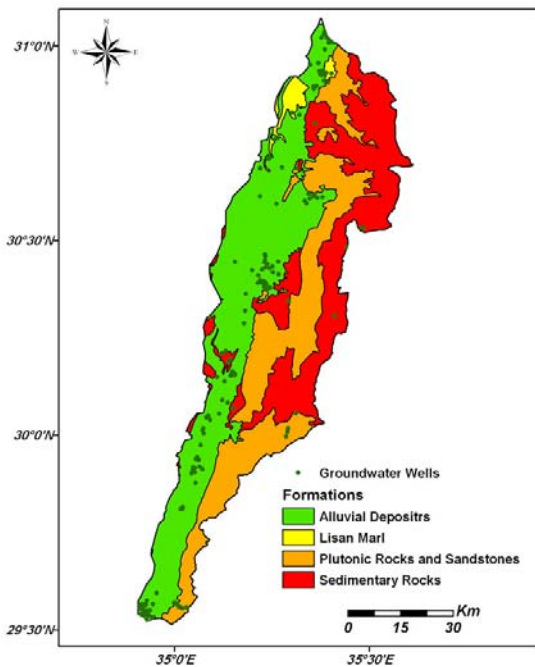 N
W E
S
31°0'N
30°30'N
30°0'N
29°30'N
Groundwater Wells
Formations
Alluvial Depositrs
Lisan Marl
Plutonic Rocks and Sandstones
Sedimentary Rocks
Km
0 15 30
35°0'E 35°30'E